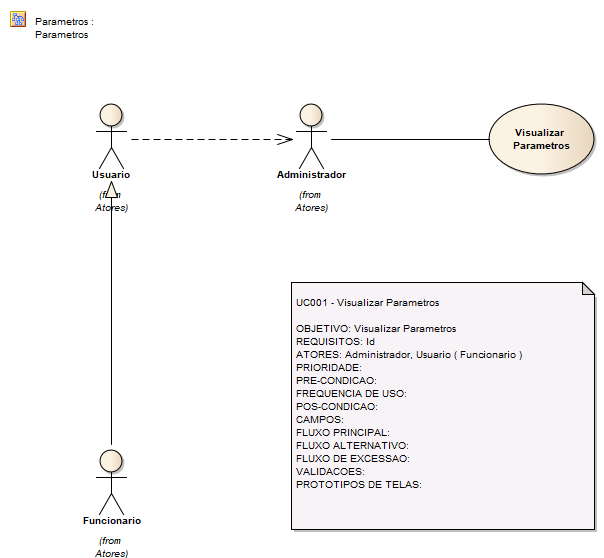 Parametros :
Parametros
Usuario
(from
Atores)
Administrador
(from
Atores)
Visualizar
Parametros
UC001 - Visualizar Parametros
OBJETIVO: Visualizar Parametros
REQUISITOS: Id
ATORES: Administrador, Usuario ( Funcionario )
PRIORIDADE:
PRE-CONDICAO:
FREQUENCIA DE USO:
POS-CONDICAO:
CAMPOS:
FLUXO PRINCIPAL:
FLUXO ALTERNATIVO:
FLUXO DE EXCESSAO:
VALIDACOES:
PROTOTIPOS DE TELAS:
Funcionario
(from
Atores)